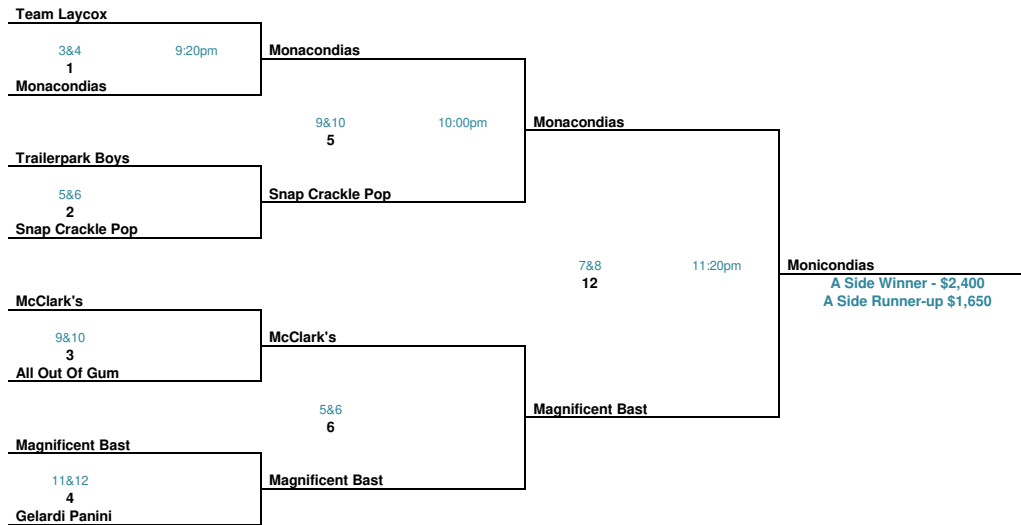 Team Laycox
3&4 9:20pm
Monacondias
1
Monacondias
9&10 10:00pm
Monacondias
5
Trailerpark Boys
5&6
Snap Crackle Pop
2
Snap Crackle Pop
7&8 11:20pm
Monicondias
12
A Side Winner - $2,400
McClark's
A Side Runner-up $1,650
9&10
McClark's
3
All Out Of Gum
5&6
Magnificent Bast
6
Magnificent Bast
11&12
Magnificent Bast
4
Gelardi Panini